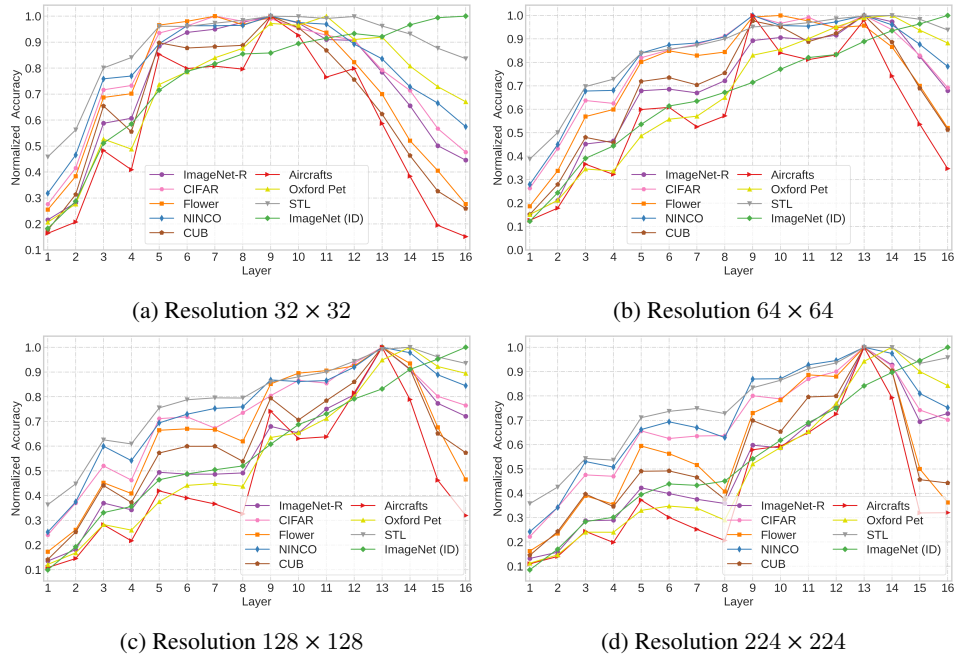 Normalized Accuracy
1.0
0.9
0.8
0.7
0.6
0.5
0.4
0.3
0.2
0.1
ImageNet-R
CIFAR
Flower
NINCO
CUB
Aircrafts
Oxford Pet
STL
ImageNet (ID)
1 2 3 4 5 6 7 8 9 10 11 12 13 14 15 16
Layer
(a) Resolution 32 × 32
Normalized Accuracy
1.0
0.9
0.8
0.7
0.6
0.5
0.4
0.3
0.2
0.1
0.0
ImageNet-R
CIFAR
Flower
NINCO
CUB
Aircrafts
Oxford Pet
STL
ImageNet (ID)
1 2 3 4 5 6 7 8 9 10 11 12 13 14 15 16
Layer
(b) Resolution 64 × 64
Normalized Accuracy
1.0
0.9
0.8
0.7
0.6
0.5
0.4
0.3
0.2
0.1
ImageNet-R
CIFAR
Flower
NINCO
CUB
Aircrafts
Oxford Pet
STL
ImageNet (ID)
1 2 3 4 5 6 7 8 9 10 11 12 13 14 15 16
Layer
(c) Resolution 128 × 128
Normalized Accuracy
1.0
0.9
0.8
0.7
0.6
0.5
0.4
0.3
0.2
0.1
ImageNet-R
CIFAR
Flower
NINCO
CUB
Aircrafts
Oxford Pet
STL
ImageNet (ID)
1 2 3 4 5 6 7 8 9 10 11 12 13 14 15 16
Layer
(d) Resolution 224 × 224